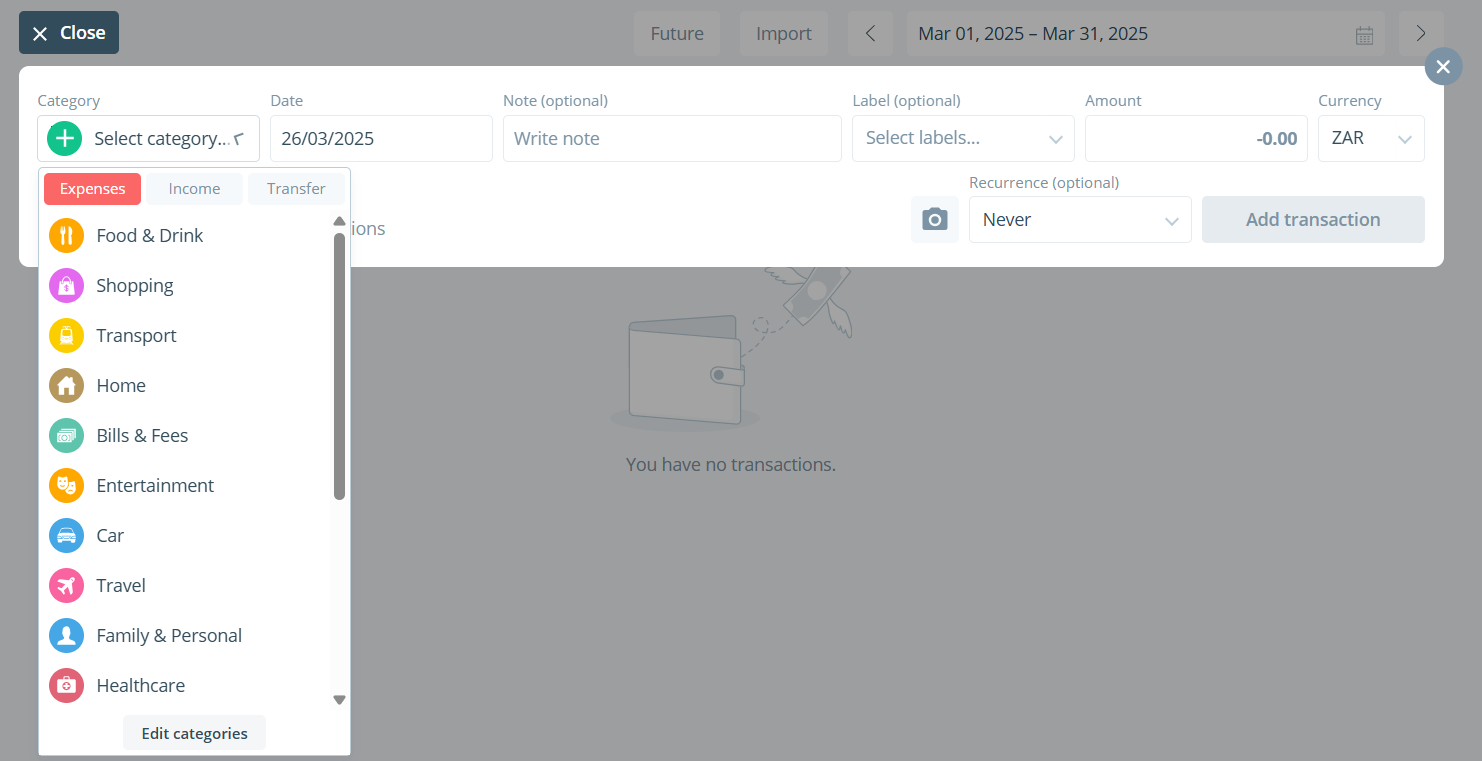 Close
Future
Import
Mar 01, 2025 – Mar 31, 2025
Category
Date
Note (optional)
Label (optional)
Amount
Currency
Select category...
26/03/2025
Write note
Select labels...
-0.00
ZAR
Recurrence (optional)
Never
Add transaction
ions
Expenses
Income
Transfer
Food & Drink
Shopping
Transport
Home
Bills & Fees
Entertainment
Car
Travel
Family & Personal
Healthcare
Edit categories
You have no transactions.